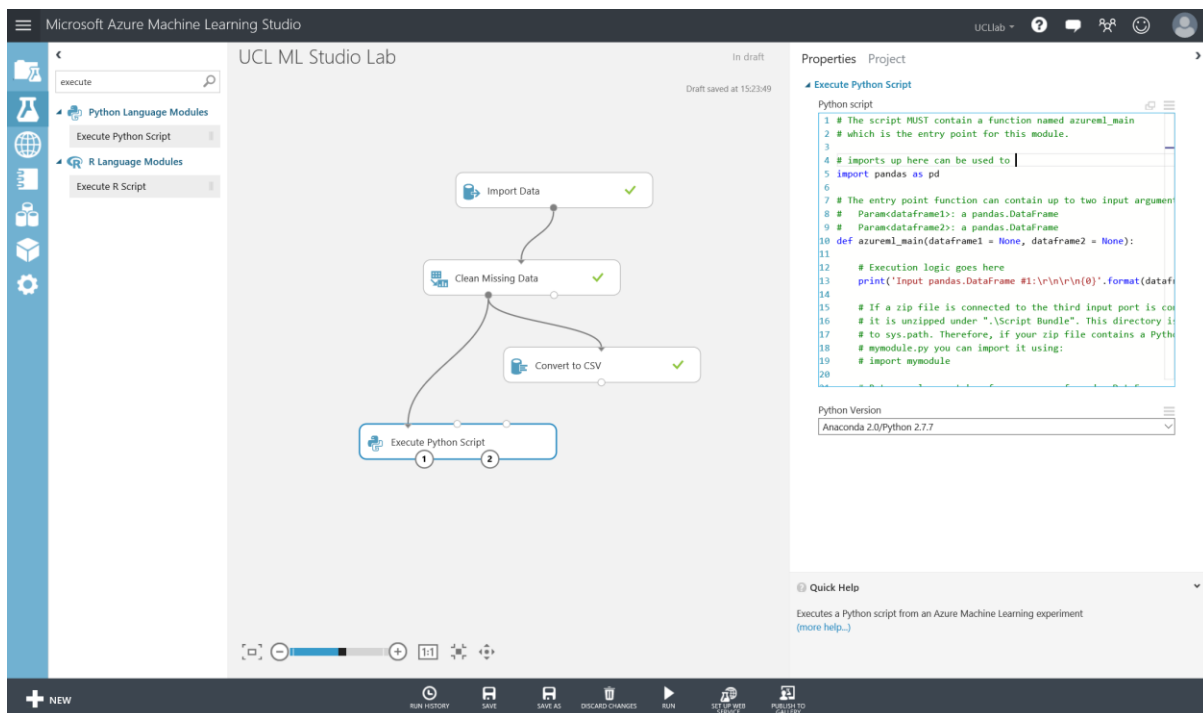 Microsoft Azure Machine Learning Studio
UCLlab
execute
Python Language Modules
Execute Python Script
R Language Modules
Execute R Script
UCL ML Studio Lab
In draft
Draft saved at 15:23:49
Import Data
Clean Missing Data
Convert to CSV
Execute Python Script
1
2
1:1
Properties Project
Execute Python Script
Python script
1 # The script MUST contain a function named azureml_main
2 # which is the entry point for this module.
3
4 # imports up here can be used to
5 import pandas as pd
6
7 # The entry point function can contain up to two input argumen
8 #   Param<dataframe1>: a pandas.DataFrame
9 #   Param<dataframe2>: a pandas.DataFrame
10 def azureml_main(dataframe1 = None, dataframe2 = None):
11
12     # Execution logic goes here
13     print('Input pandas.DataFrame #1:\r\n\r\n{0}'.format(dataf
14
15     # If a zip file is connected to the third input port is co
16     # it is unzipped under ".\Script Bundle". This directory i
17     # to sys.path. Therefore, if your zip file contains a Pyth
18     # mymodule.py you can import it using:
19     # import mymodule
20
Python Version
Anaconda 2.0/Python 2.7.7
Quick Help
Executes a Python script from an Azure Machine Learning experiment
(more help...)
NEW
RUN HISTORY
SAVE
SAVE AS
DISCARD CHANGES
RUN
SET UP WEB
SERVICE
PUBLISH TO
GALLERY